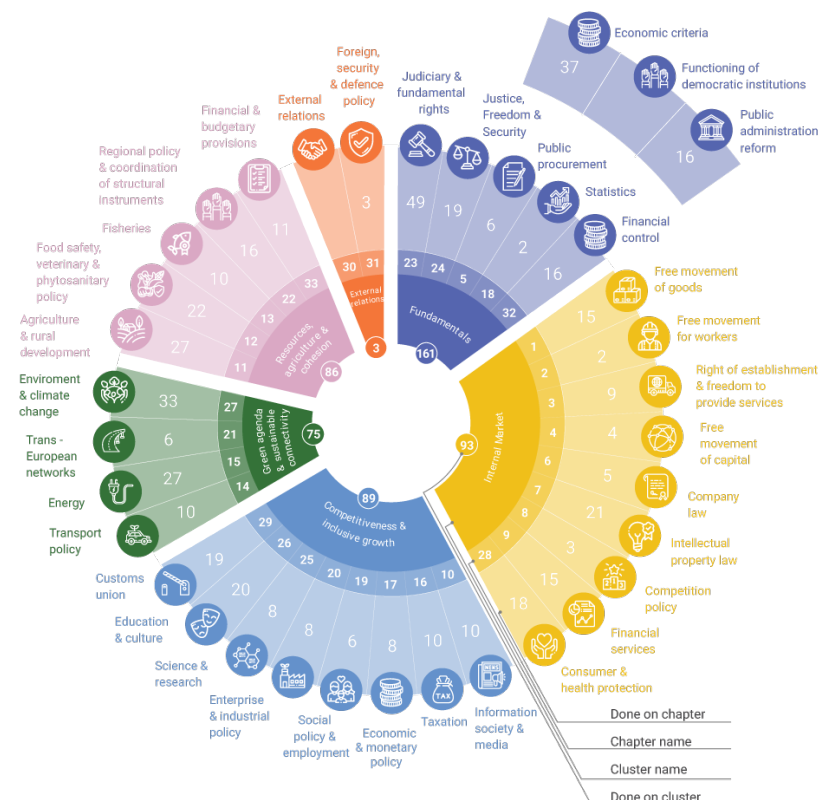 Economic criteria
37
Functioning of
democratic institutions
Public
administration
reform
16
Foreign,
security
& defence
policy
External
relations
3
30
31
External
relations
3
Judiciary &
fundamental
rights
Justice,
Freedom &
Security
Public
procurement
Statistics
Financial
control
49
19
6
2
16
23
24
5
18
32
Fundamentals
161
Free movement
of goods
Free movement
for workers
Right of establishment
& freedom to
provide services
Free
movement
of capital
Company
law
Intellectual
property law
Competition
policy
Financial
services
Consumer &
health protection
15
2
9
4
5
21
3
15
18
1
2
3
4
6
7
8
9
28
Internal Market
93
Financial &
budgetary
provisions
Regional policy
& coordination
of structural
instruments
Fisheries
Food safety,
veterinary &
phytosanitary
policy
Agriculture
& rural
development
11
16
10
22
27
33
22
13
12
11
Resources,
agriculture &
cohesion
86
Enviroment
& climate
change
Trans -
European
networks
Energy
Transport
policy
33
6
27
10
27
21
15
14
Green agenda
& sustainable
connectivity
75
Customs
union
Education
& culture
Science &
research
Enterprise
& industrial
policy
Social
policy &
employment
Economic
& monetary
policy
Taxation
Information
society &
media
19
20
8
8
6
8
10
10
29
26
25
20
19
17
16
10
Competitiveness &
inclusive growth
89
TAX
NEWS
Done on chapter
Chapter name
Cluster name
Done on cluster